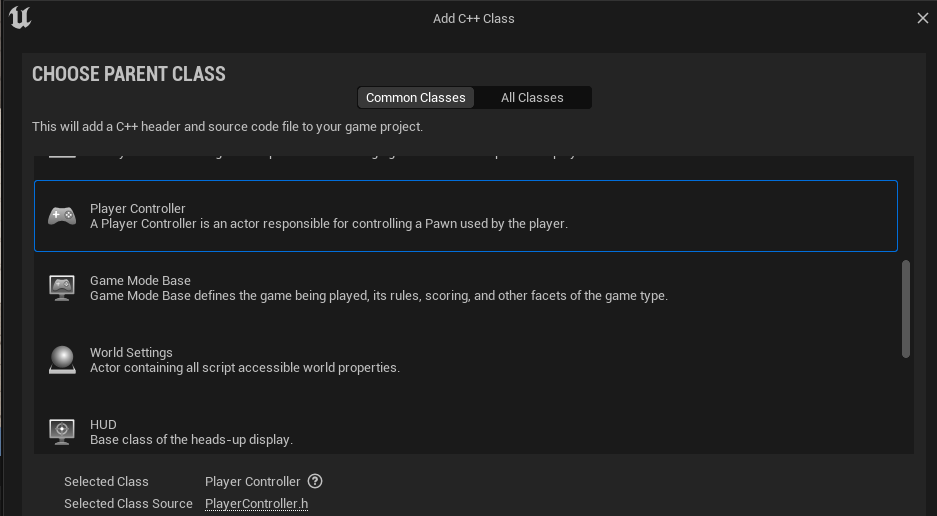 Add C++ Class
CHOOSE PARENT CLASS
Common Classes
All Classes
This will add a C++ header and source code file to your game project.
Player Controller
A Player Controller is an actor responsible for controlling a Pawn used by the player.
Game Mode Base
Game Mode Base defines the game being played, its rules, scoring, and other facets of the game type.
World Settings
Actor containing all script accessible world properties.
HUD
Base class of the heads-up display.
Selected Class
Player Controller
Selected Class Source
PlayerController.h